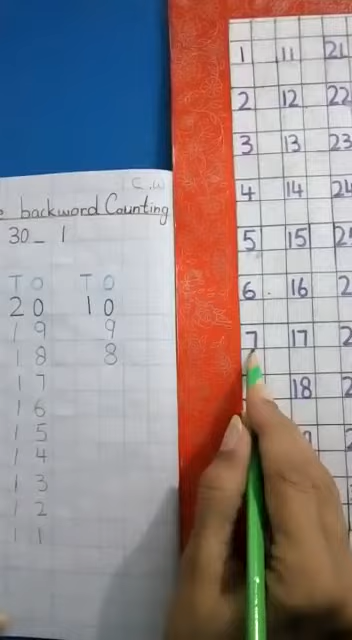 C.W
backword Counting
30 _ 1
T O T O
2 0 1 0
1 9 9
1 8 8
1 7
1 6
1 5
1 4
1 3
1 2
1 1
1 11 21
2 12 22
3 13 23
4 14 24
5 15
6 . 16
7 17
18